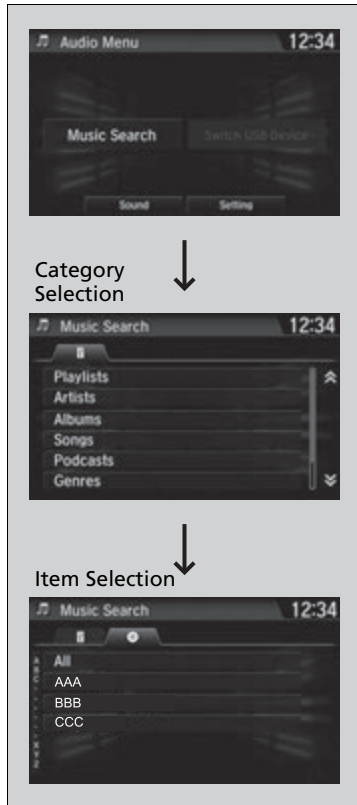 Audio Menu 12:34
Music Search Switch USB Device
Sound Setting
Category
Selection
Music Search 12:34
Playlists
Artists
Albums
Songs
Podcasts
Genres
Item Selection
Music Search 12:34
All
AAA
BBB
CCC